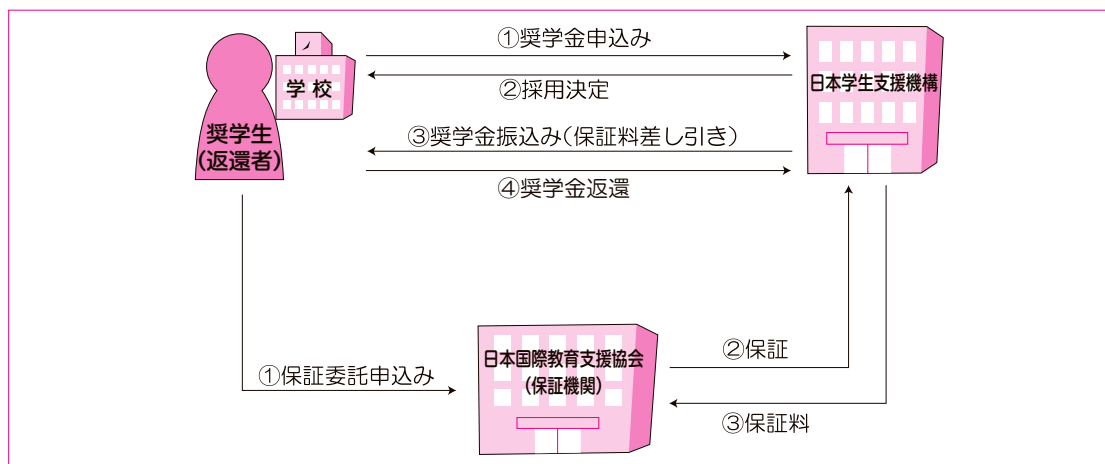 ①奨学金申込み
学校
②採用決定
日本学生支援機構
奨学生
(返還者)
③奨学金振込み(保証料差し引き)
④奨学金返還
①保証委託申込み
日本国際教育支援協会
(保証機関)
②保証
③保証料